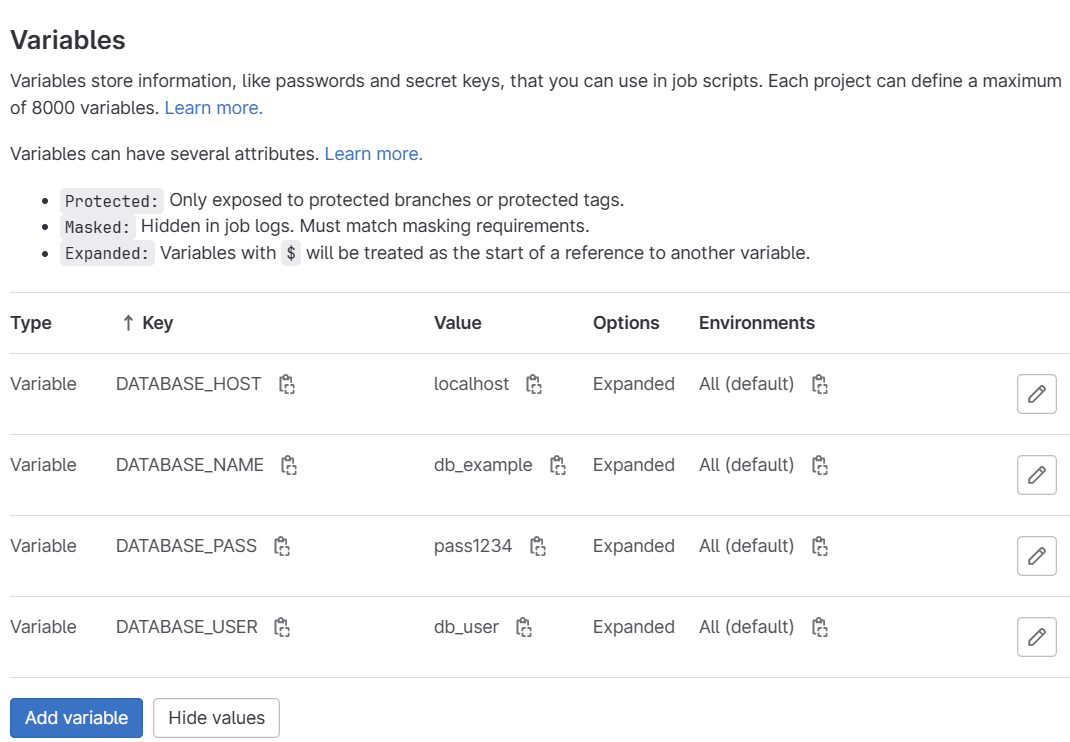 Variables
Variables store information, like passwords and secret keys, that you can use in job scripts. Each project can define a maximum
of 8000 variables. Learn more.
Variables can have several attributes. Learn more.
• Protected: Only exposed to protected branches or protected tags.
• Masked: Hidden in job logs. Must match masking requirements.
• Expanded: Variables with $ will be treated as the start of a reference to another variable.
Type ↑ Key Value Options Environments
Variable DATABASE_HOST localhost Expanded All (default)
Variable DATABASE_NAME db_example Expanded All (default)
Variable DATABASE_PASS pass1234 Expanded All (default)
Variable DATABASE_USER db_user Expanded All (default)
Add variable Hide values